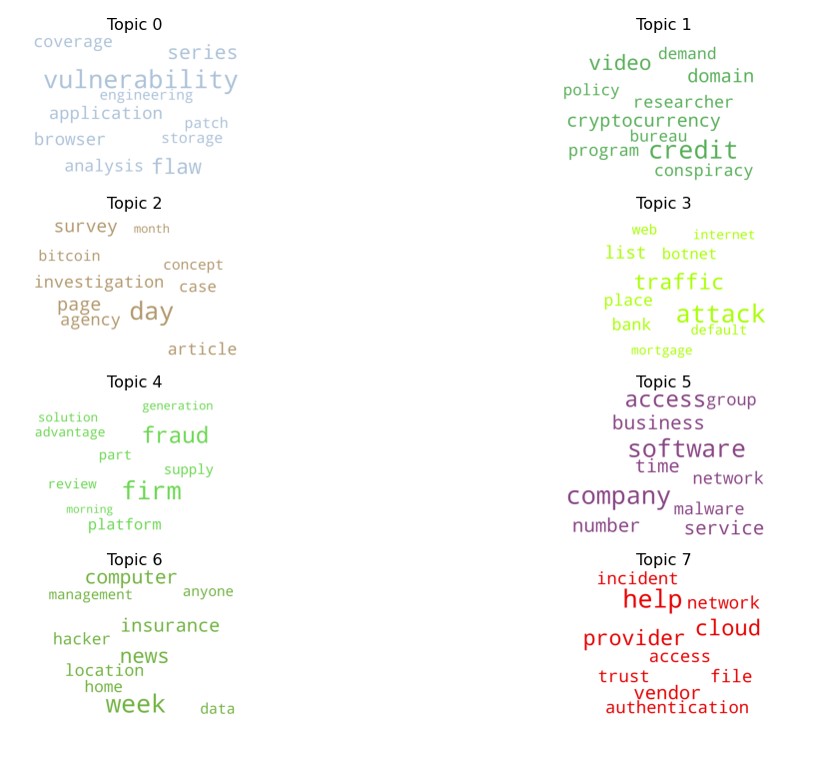 Topic 0
coverage
series
vulnerability
engineering
application
patch
browser
storage
analysis
flaw
Topic 1
demand
video
domain
policy
researcher
cryptocurrency
bureau
program
credit
conspiracy
Topic 2
survey
month
bitcoin
concept
investigation
case
page
day
agency
article
Topic 3
web
internet
list
botnet
traffic
place
attack
bank
default
mortgage
Topic 4
generation
solution
advantage
fraud
part
supply
review
firm
morning
platform
Topic 5
access
group
business
software
time
network
company
malware
number
service
Topic 6
computer
management
anyone
insurance
hacker
news
location
home
week
data
Topic 7
incident
help
network
cloud
provider
access
trust
file
vendor
authentication